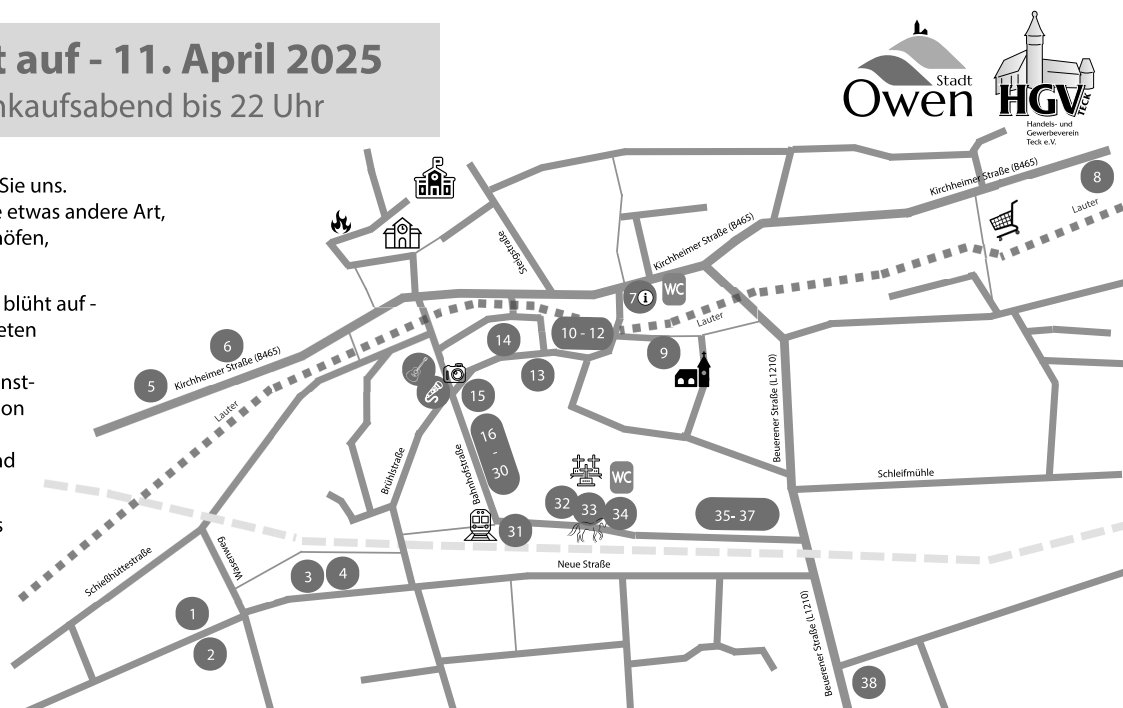 t auf - 11. April 2025
nkaufsabend bis 22 Uhr
Stadt
Owen
HGV
TECK
Handels- und
Gewerbeverein
Teck e.V.
Sie uns.
e etwas andere Art,
höfen,
blüht auf -
eten
nst-
on
nd
s
Kirchheimer Straße (B465)
8
Lauter
Steigstraße
Kirchheimer Straße (B465)
7 i
WC
Lauter
6
5
Kirchheimer Straße (B465)
Lauter
14
10 - 12
13
9
15
16
-
30
Brühlstraße
Bahnhofstraße
Beuerener Straße (L1210)
Schleifmühle
WC
32
33
34
35- 37
31
Neue Straße
Schießhüttestraße
Wasenweg
3
4
1
2
Beuerener Straße (L1210)
38